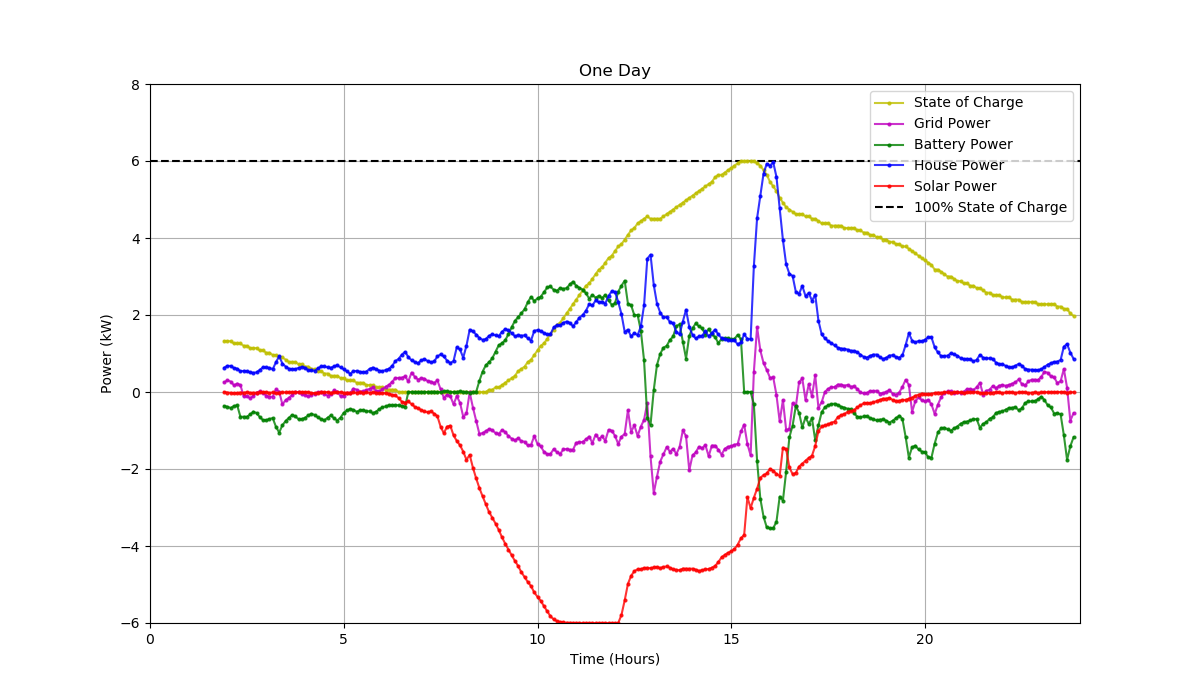 One Day
8
6
4
2
0
−2
−4
−6
Power (kW)
State of Charge
Grid Power
Battery Power
House Power
Solar Power
100% State of Charge
0 5 10 15 20
Time (Hours)